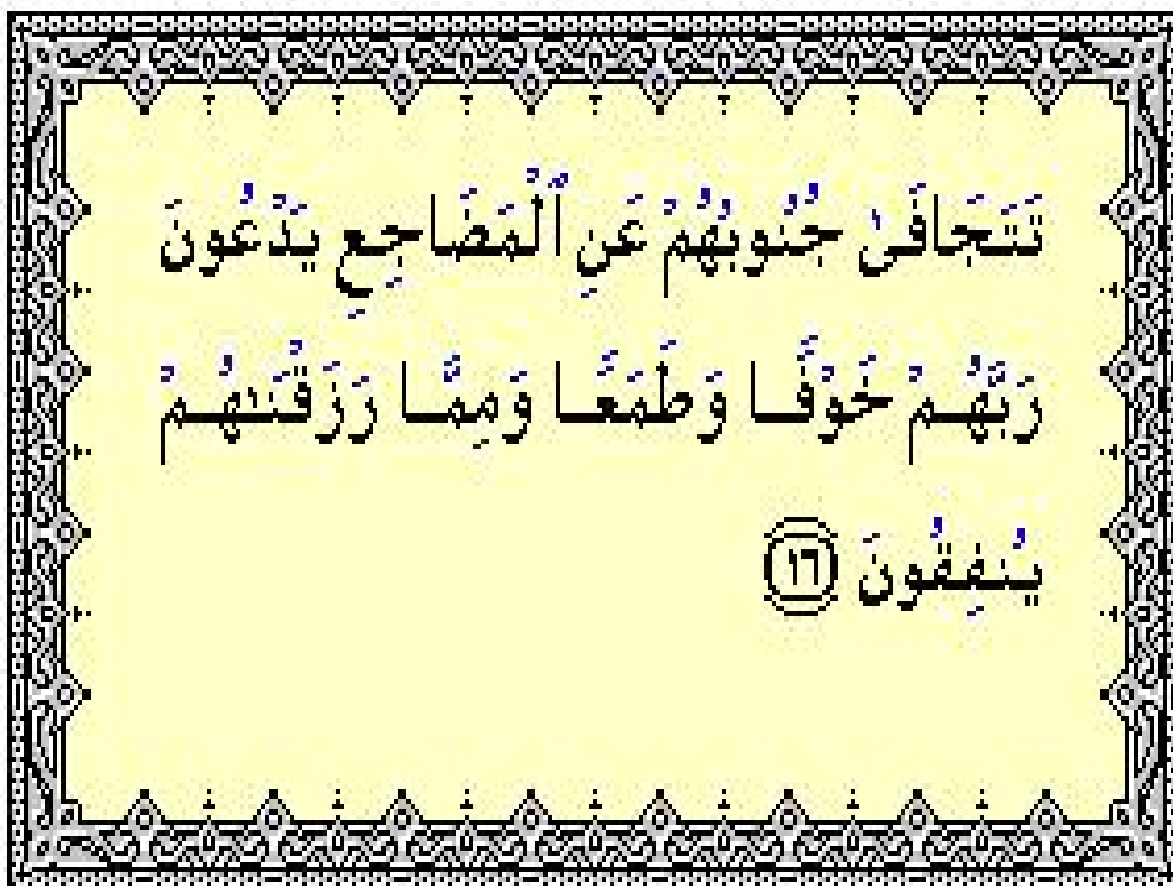 تَتَجَافَىٰ جُنُوبُهُمْ عَنِ ٱلْمَضَاجِعِ يَدْعُونَ
رَبَّهُمْ خَوْفًا وَطَمَعًا وَمِمَّا رَزَقْنَٰهُمْ
يُنفِقُونَ ١٦